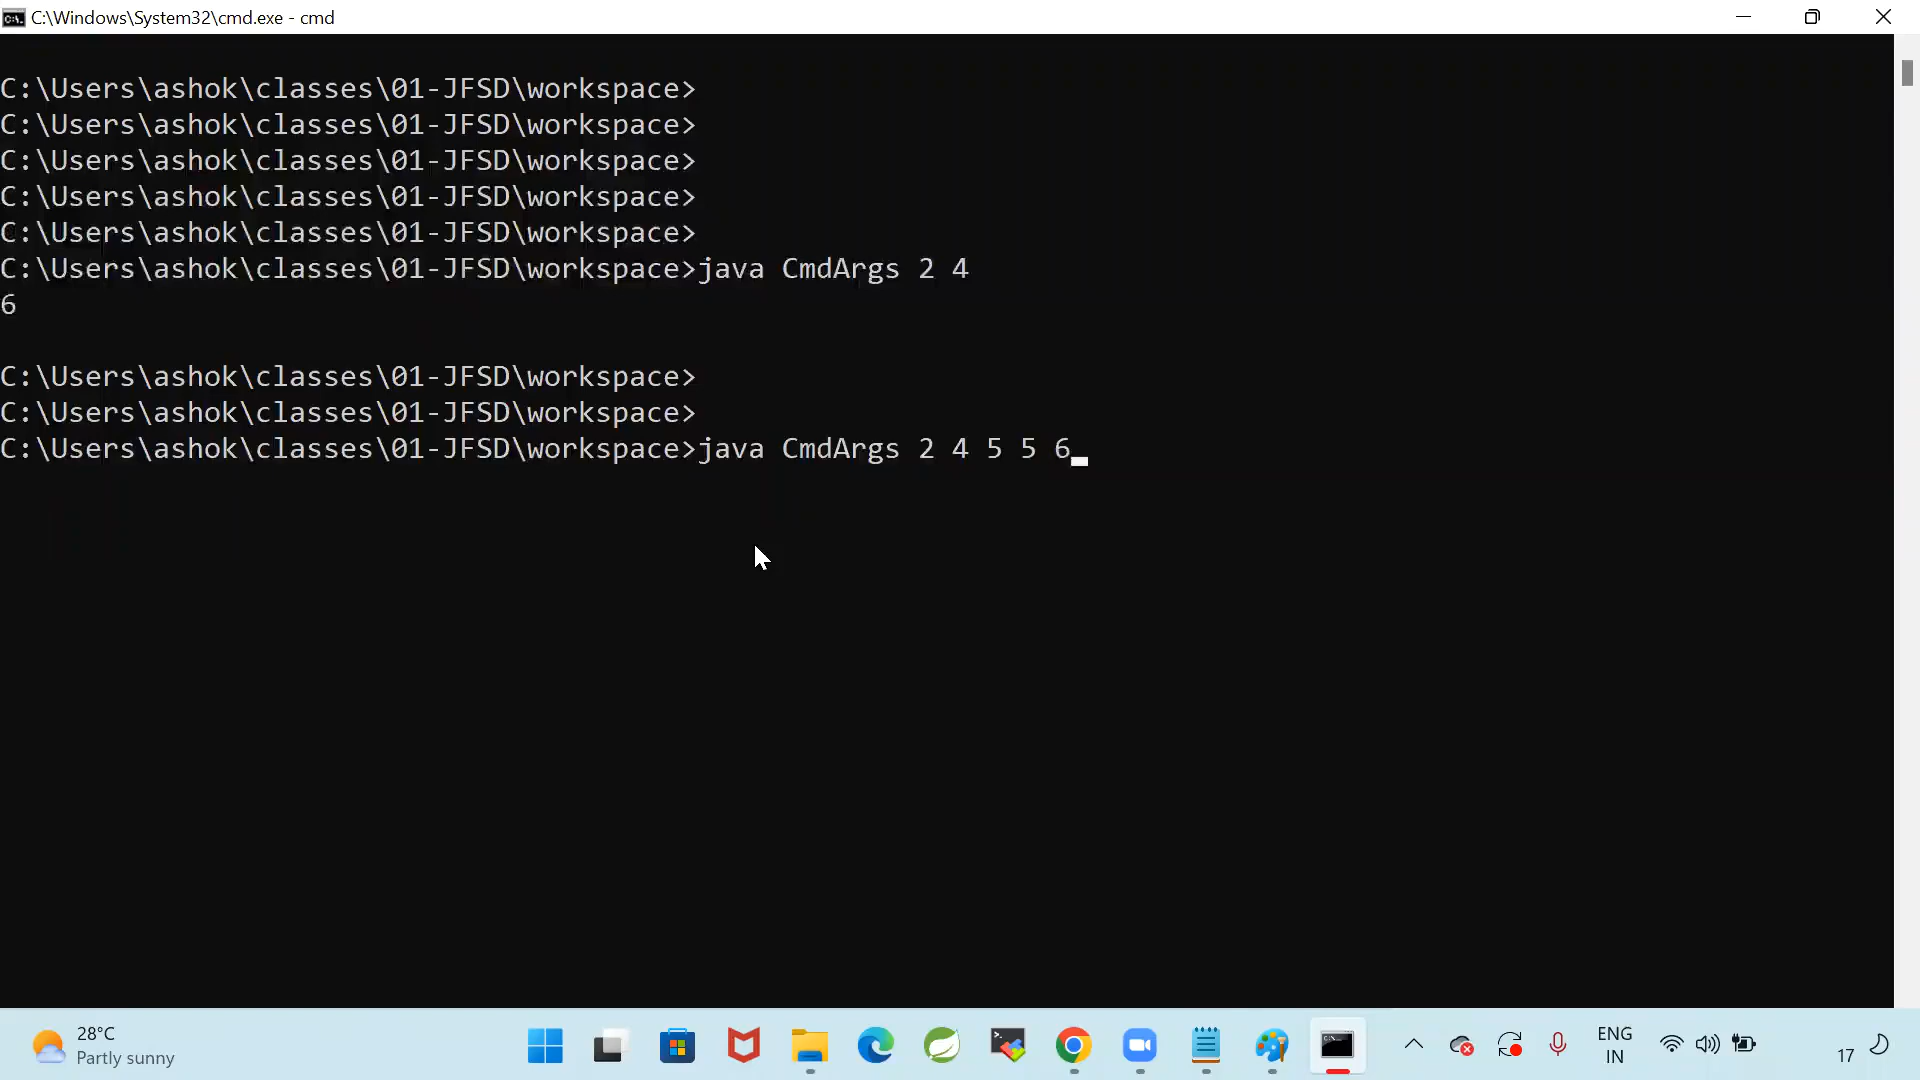 C:\Windows\System32\cmd.exe - cmd
C:\Users\ashok\classes\01-JFSD\workspace>
C:\Users\ashok\classes\01-JFSD\workspace>
C:\Users\ashok\classes\01-JFSD\workspace>
C:\Users\ashok\classes\01-JFSD\workspace>
C:\Users\ashok\classes\01-JFSD\workspace>
C:\Users\ashok\classes\01-JFSD\workspace>java CmdArgs 2 4
6
C:\Users\ashok\classes\01-JFSD\workspace>
C:\Users\ashok\classes\01-JFSD\workspace>
C:\Users\ashok\classes\01-JFSD\workspace>java CmdArgs 2 4 5 5 6
28°C
Partly sunny
ENG
IN
17